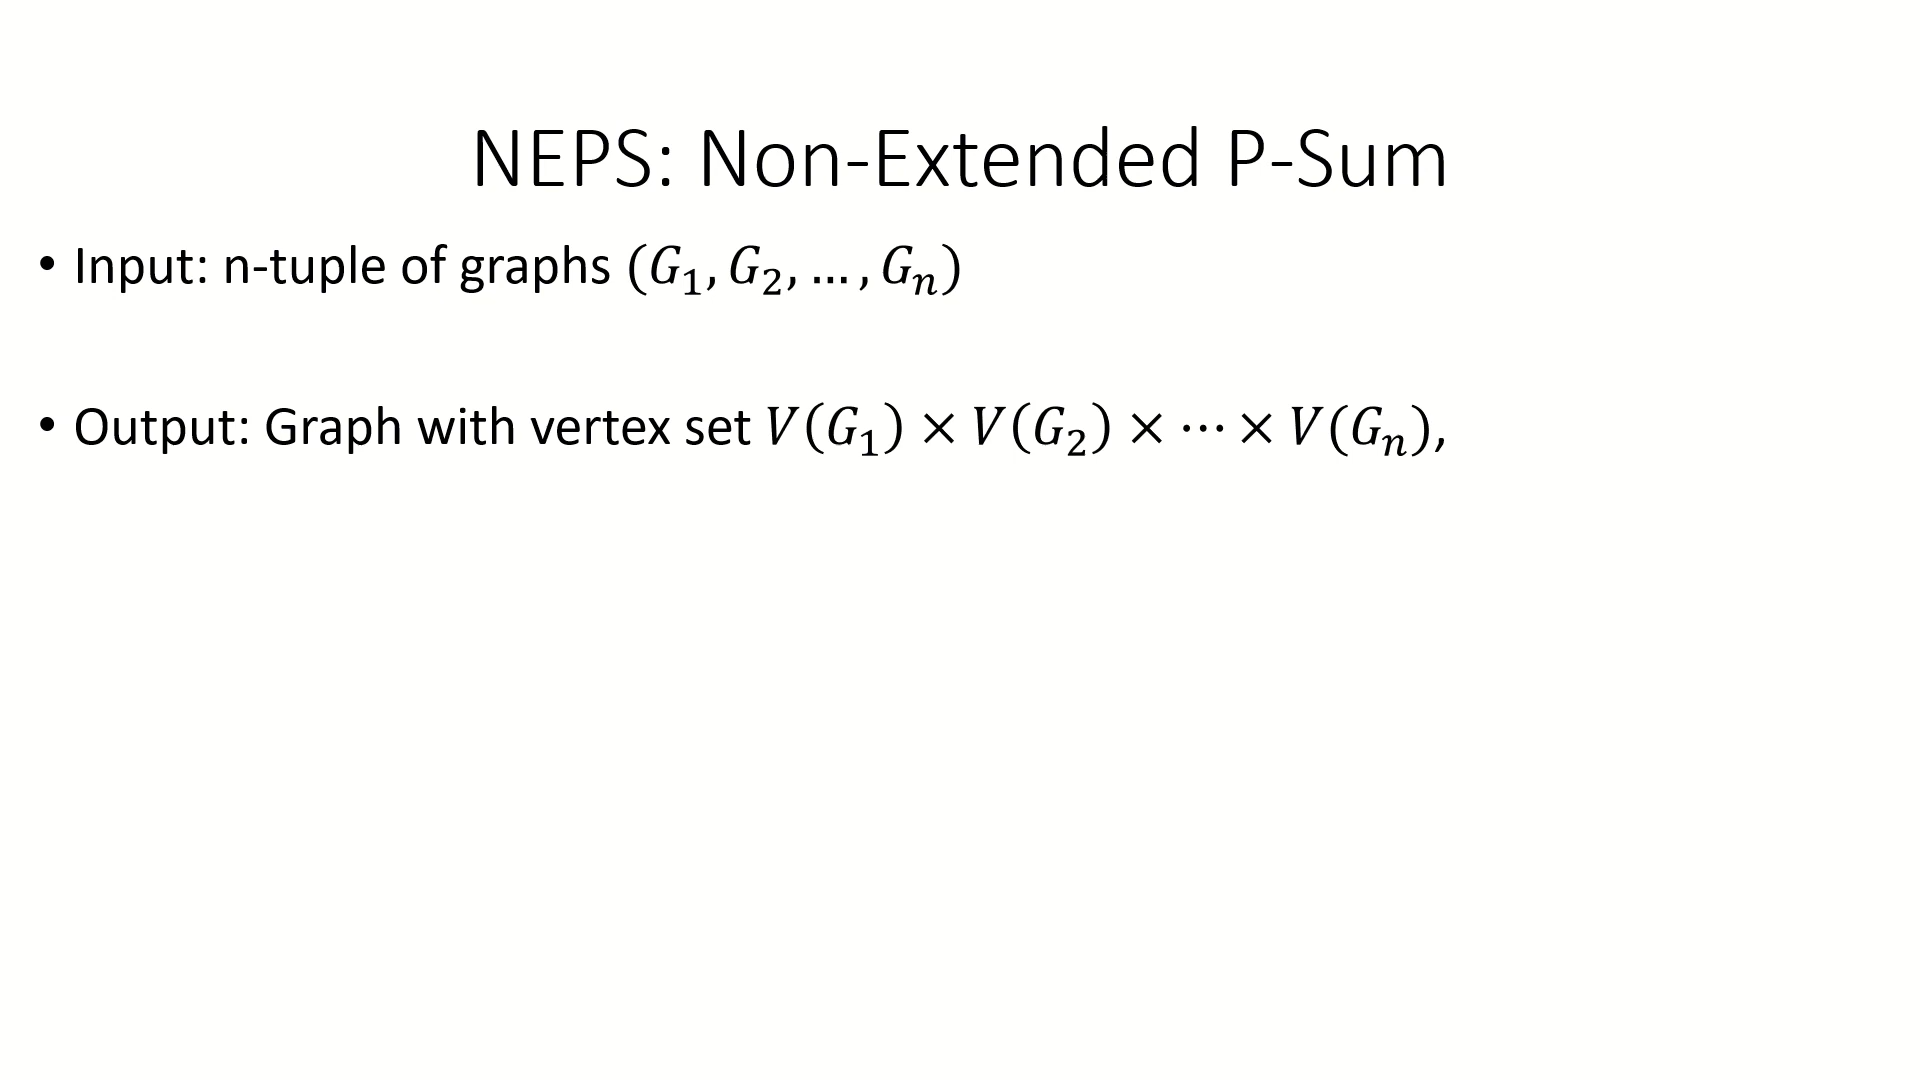 NEPS: Non-Extended P-Sum
• Input: n-tuple of graphs (𝐺₁, 𝐺₂, … , 𝐺ₙ)
• Output: Graph with vertex set 𝑉(𝐺₁) × 𝑉(𝐺₂) × ⋯ × 𝑉(𝐺ₙ),